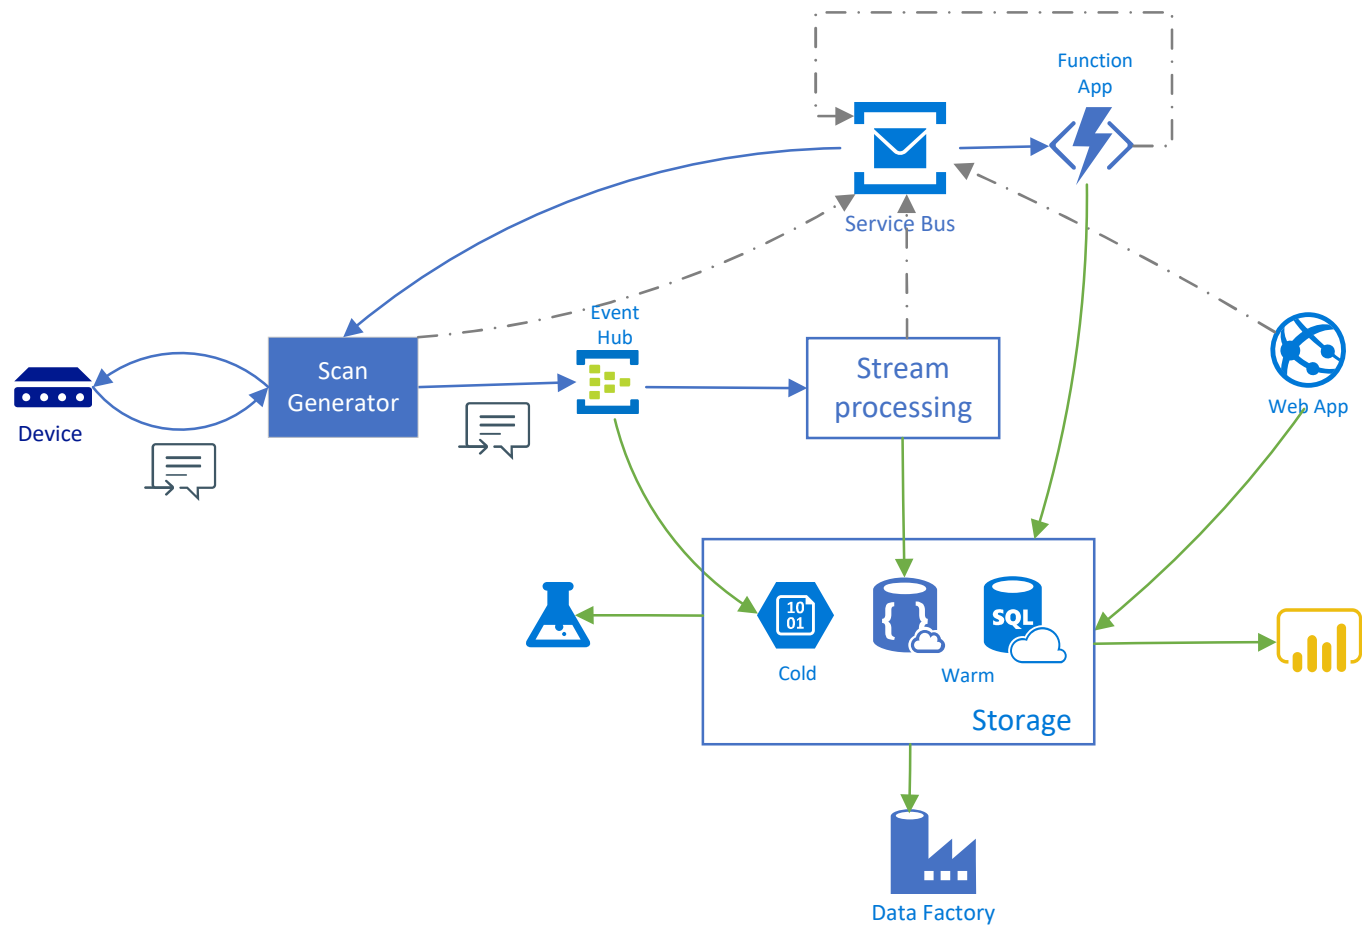 Function
App
Service Bus
Event
Hub
Scan
Generator
Stream
processing
Device
Web App
10
01
{ }
SQL
Cold
Warm
Storage
Data Factory